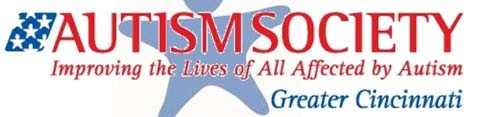 AUTISM SOCIETY
Improving the Lives of All Affected by Autism
Greater Cincinnati